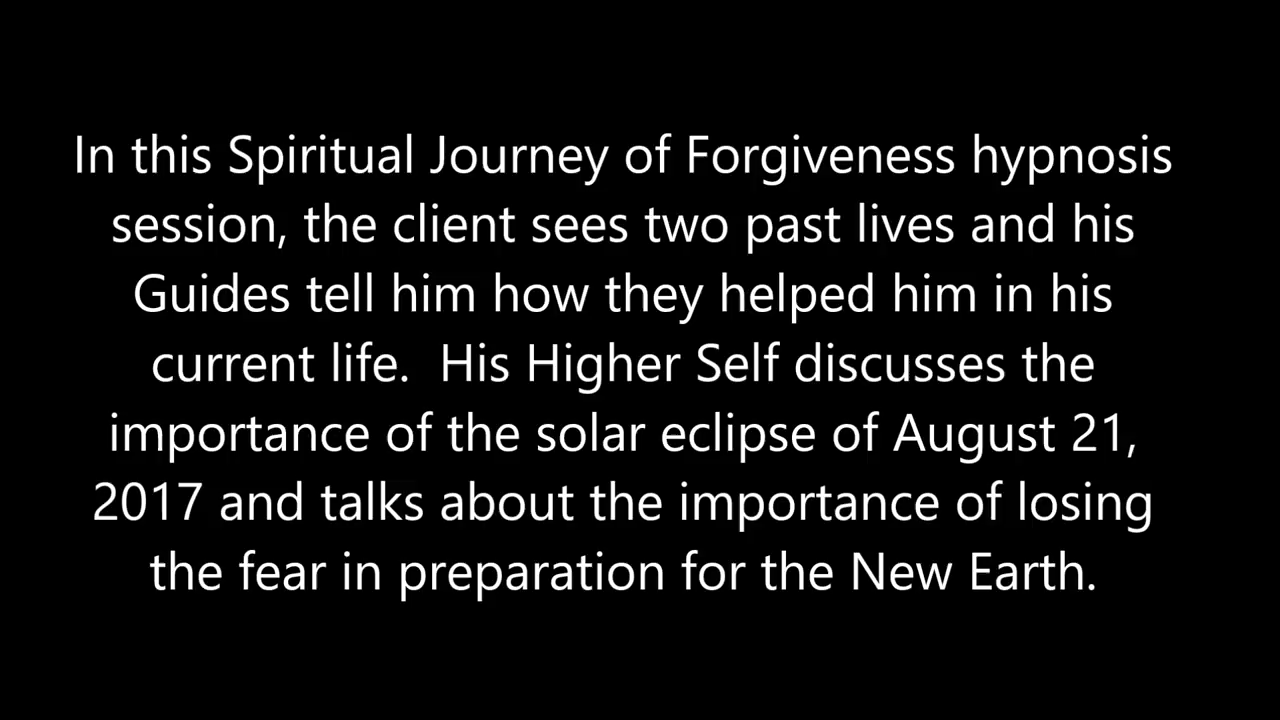 In this Spiritual Journey of Forgiveness hypnosis
session, the client sees two past lives and his
Guides tell him how they helped him in his
current life.  His Higher Self discusses the
importance of the solar eclipse of August 21,
2017 and talks about the importance of losing
the fear in preparation for the New Earth.